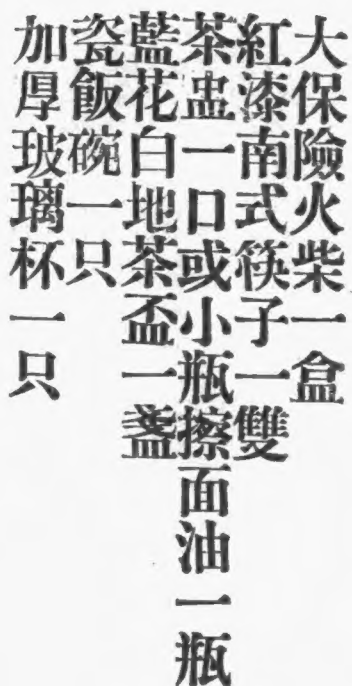 大保險火柴一盒
紅漆南式筷子一雙
茶盅一口或小瓶擦面油一瓶
藍花白地茶盃一盞
瓷飯碗一只
加厚玻璃杯一只